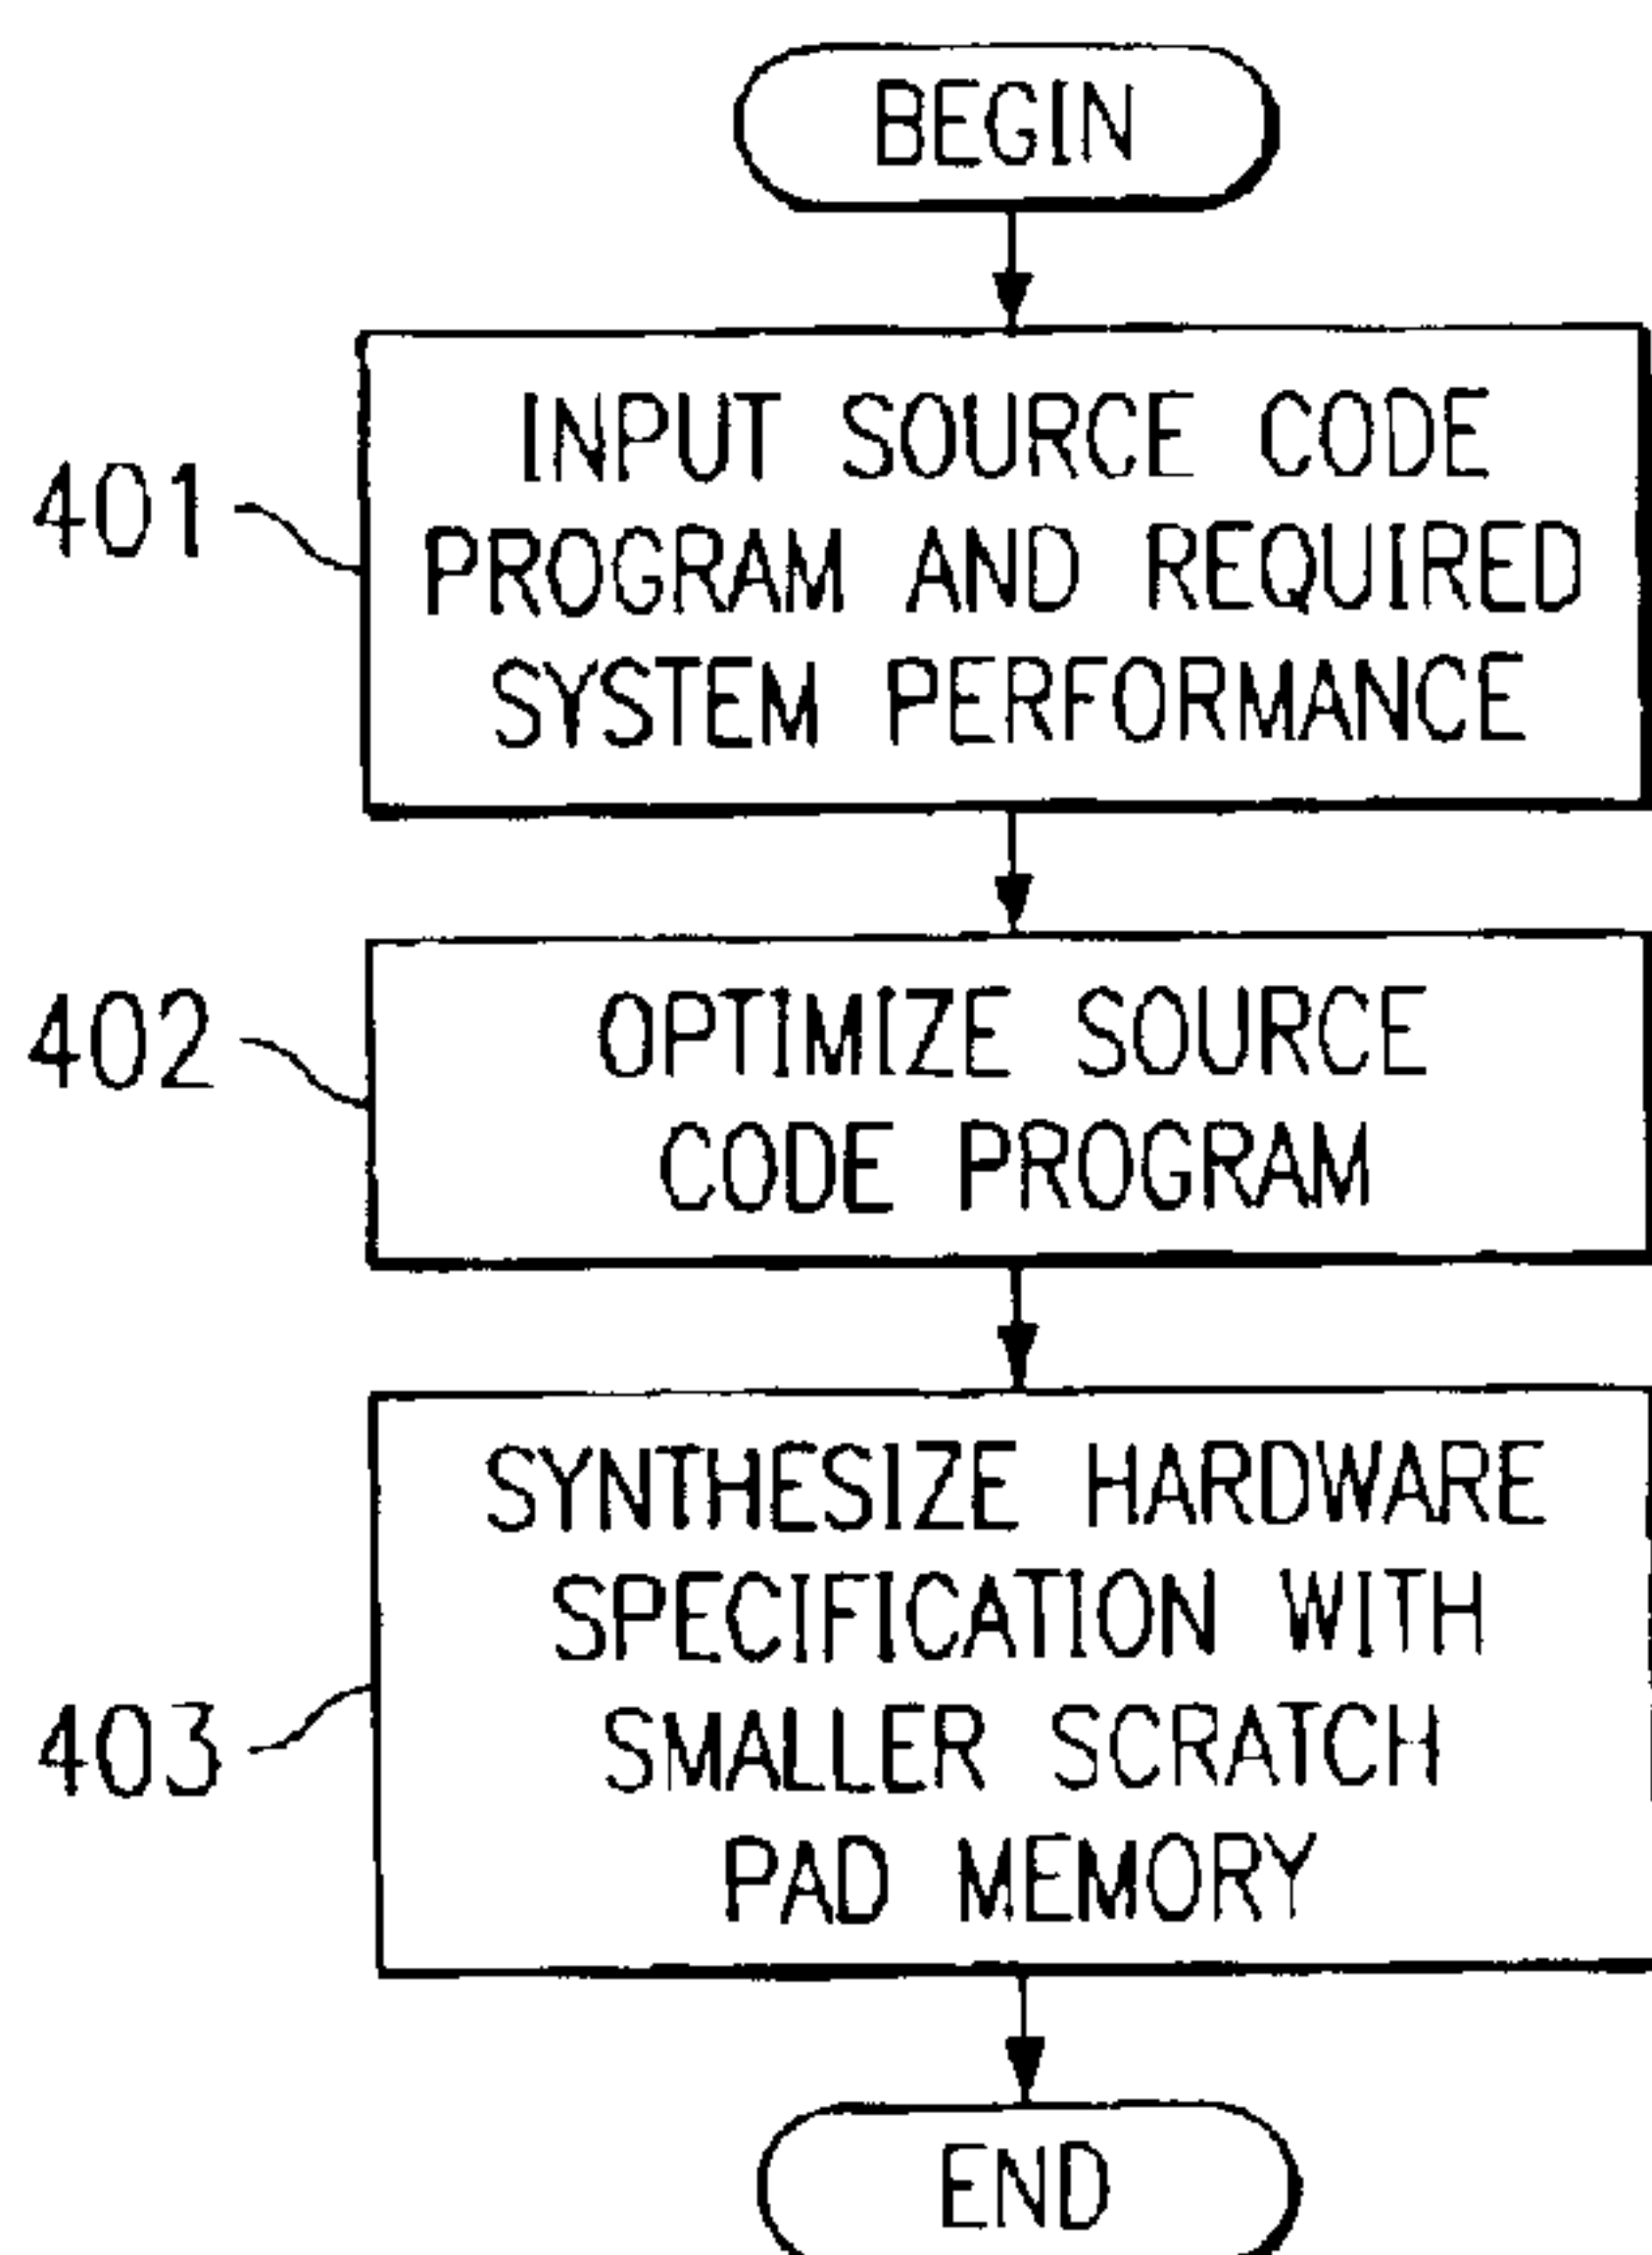 BEGIN
401
INPUT SOURCE CODE
PROGRAM AND REQUIRED
SYSTEM PERFORMANCE
402
OPTIMIZE SOURCE
CODE PROGRAM
403
SYNTHESIZE HARDWARE
SPECIFICATION WITH
SMALLER SCRATCH
PAD MEMORY
END